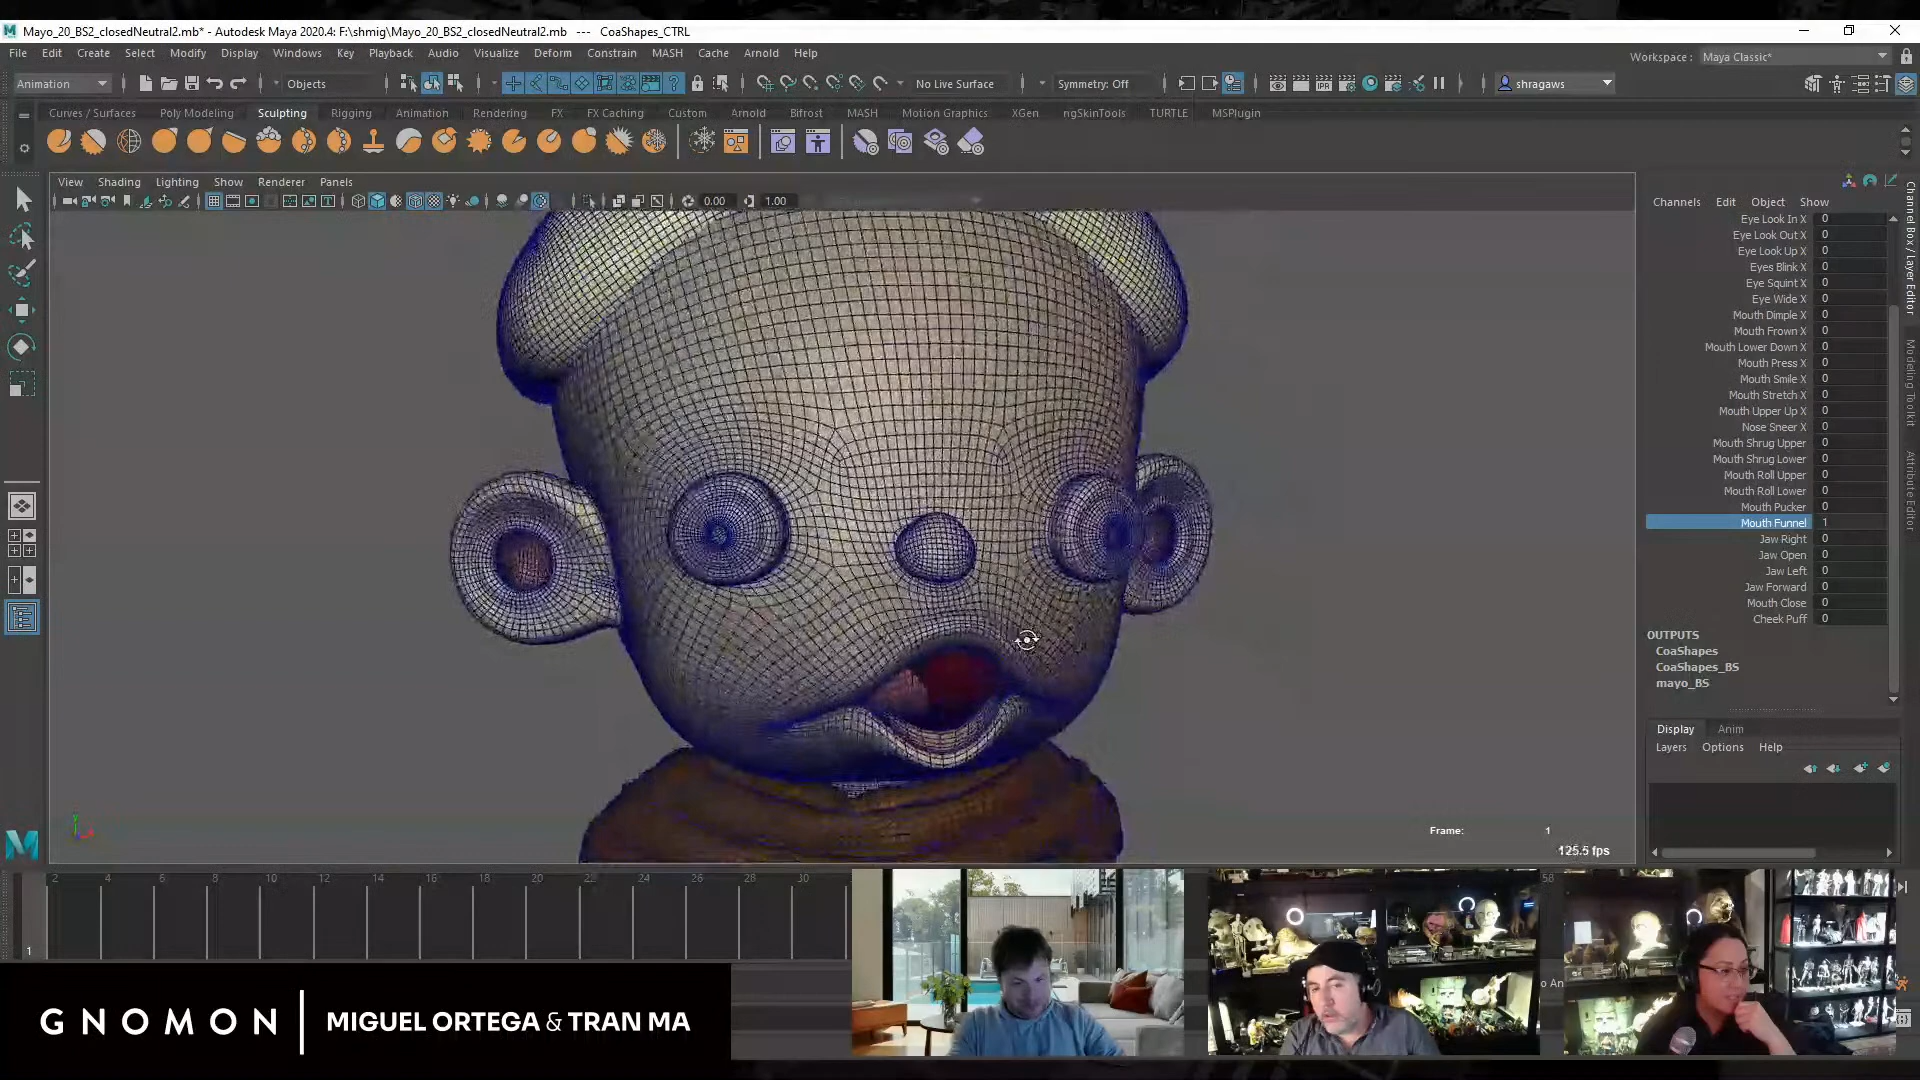 Mayo_20_BS2_closedNeutral2.mb* - Autodesk Maya 2020.4: F:\shmig\Mayo_20_BS2_closedNeutral2.mb --- CoaShapes_CTRL
File Edit Create Select Modify Display Windows Key Playback Audio Visualize Deform Constrain MASH Cache Arnold Help
Workspace : Maya Classic*
Animation Objects No Live Surface Symmetry: Off shragaws
Curves / Surfaces Poly Modeling Sculpting Rigging Animation Rendering FX FX Caching Custom Arnold Bifrost MASH Motion Graphics XGen ngSkinTools TURTLE MSPlugin
View Shading Lighting Show Renderer Panels
0.00 1.00
Channels Edit Object Show
Eye Look In X 0
Eye Look Out X 0
Eye Look Up X 0
Eyes Blink X 0
Eye Squint X 0
Eye Wide X 0
Mouth Dimple X 0
Mouth Frown X 0
Mouth Lower Down X 0
Mouth Press X 0
Mouth Smile X 0
Mouth Stretch X 0
Mouth Upper Up X 0
Nose Sneer X 0
Mouth Shrug Upper 0
Mouth Shrug Lower 0
Mouth Roll Upper 0
Mouth Roll Lower 0
Mouth Pucker 0
Mouth Funnel 1
Jaw Right 0
Jaw Open 0
Jaw Left 0
Jaw Forward 0
Mouth Close 0
Cheek Puff 0
OUTPUTS
CoaShapes
CoaShapes_BS
mayo_BS
Channel Box / Layer Editor
Modeling Toolkit
Attribute Editor
Display Anim
Layers Options Help
Frame: 1
125.5 fps
y
2 4 6 8 10 12 14 16 18 20 22 24 26 28 30 58
1
o An
GNOMON MIGUEL ORTEGA & TRAN MA